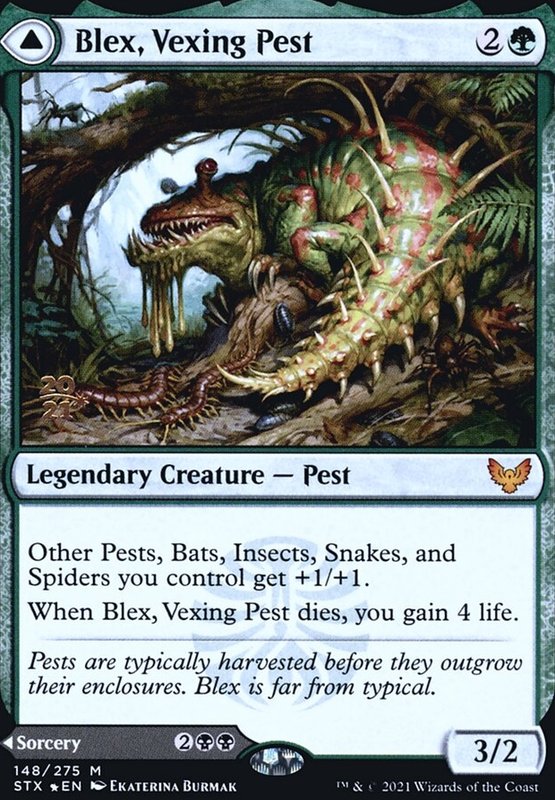 Blex, Vexing Pest 2
20
21
Legendary Creature — Pest
Other Pests, Bats, Insects, Snakes, and
Spiders you control get +1/+1.
When Blex, Vexing Pest dies, you gain 4 life.
Pests are typically harvested before they outgrow
their enclosures. Blex is far from typical.
Sorcery 2
3/2
148/275 M
STX ★ EN Ekaterina Burmak
™ & © 2021 Wizards of the Coast